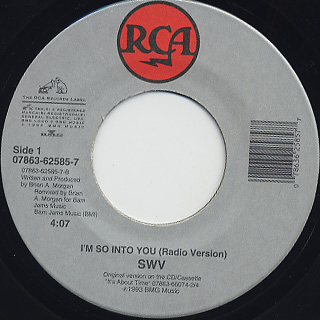 RCA
THE RCA RECORDS LABEL
BMG
Side 1
07863-62585-7
07863-62585-7-B
Written and Produced
by Brian A. Morgan
Remixed by Brian
A. Morgan for Bam
Jams Music
Bam Jams Music (BMI)
4:07
I'M SO INTO YOU (Radio Version)
SWV
Original version on the CD/Cassette
"It's About Time" 07863-66074-2/4
℗1993 BMG Music